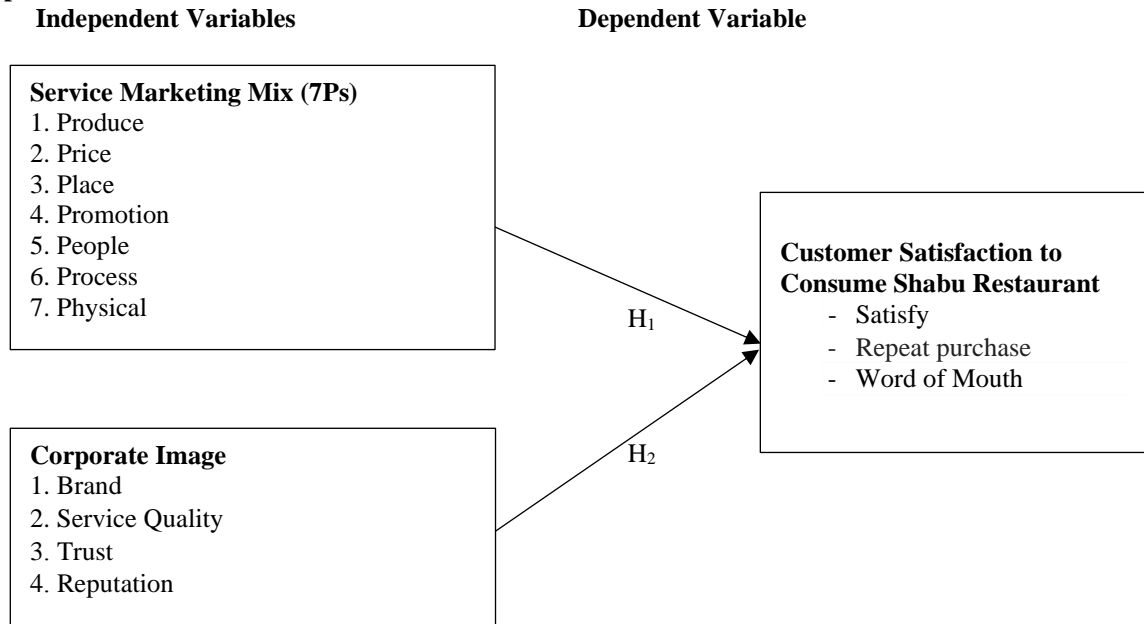 Independent Variables
Dependent Variable
Service Marketing Mix (7Ps)
1. Produce
2. Price
3. Place
4. Promotion
5. People
6. Process
7. Physical
H₁
Customer Satisfaction to
Consume Shabu Restaurant
- Satisfy
- Repeat purchase
- Word of Mouth
H₂
Corporate Image
1. Brand
2. Service Quality
3. Trust
4. Reputation